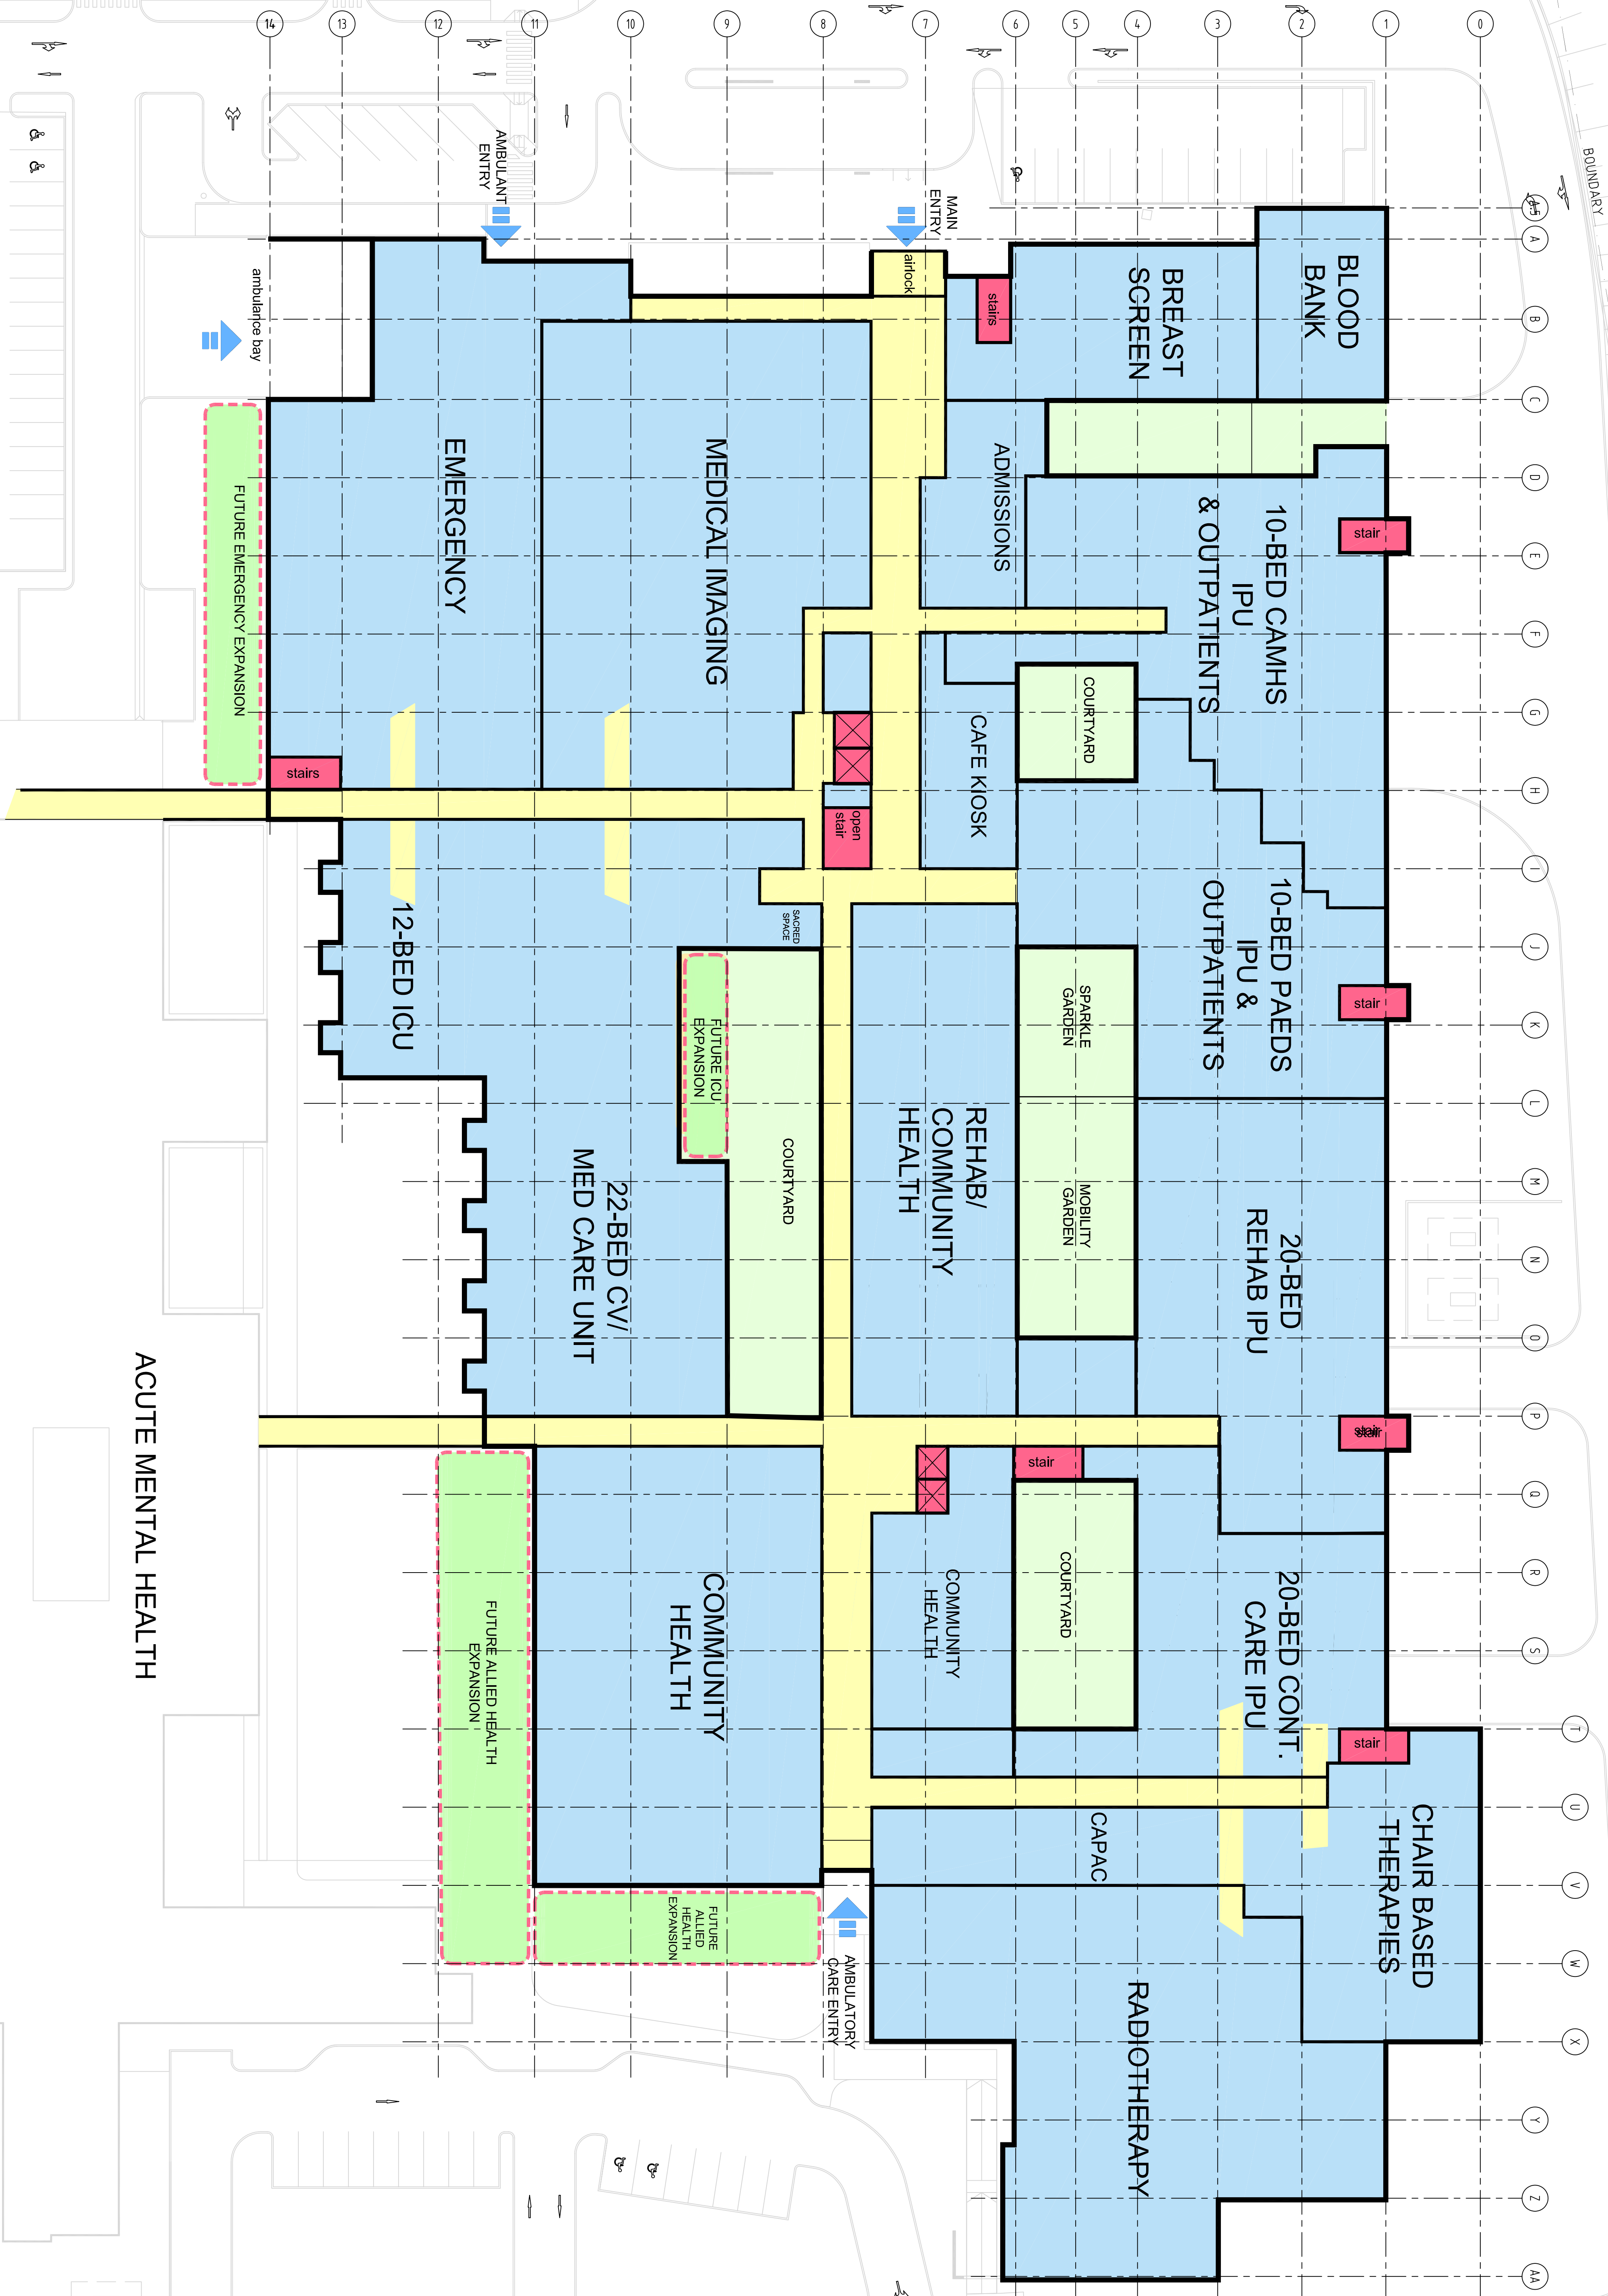 14
13
12
11
10
9
8
7
6
5
4
3
2
1
0
BOUNDARY
A
B
C
D
E
F
G
H
I
J
K
L
M
N
O
P
Q
R
S
T
U
V
W
X
Y
Z
AA
AMBULANT
ENTRY
MAIN
ENTRY
airlock
stairs
BREAST
SCREEN
BLOOD
BANK
ambulance bay
EMERGENCY
MEDICAL IMAGING
ADMISSIONS
10-BED CAMHS
IPU
& OUTPATIENTS
stair
FUTURE EMERGENCY EXPANSION
stairs
open
stair
CAFE KIOSK
COURTYARD
10-BED PAEDS
IPU &
OUTPATIENTS
stair
12-BED ICU
SACRED
SPACE
FUTURE ICU
EXPANSION
COURTYARD
REHAB/
COMMUNITY
HEALTH
SPARKLE
GARDEN
MOBILITY
GARDEN
22-BED CV/
MED CARE UNIT
20-BED
REHAB IPU
stair
stair
ACUTE MENTAL HEALTH
FUTURE ALLIED HEALTH
EXPANSION
COMMUNITY
HEALTH
COMMUNITY
HEALTH
COURTYARD
20-BED CONT.
CARE IPU
stair
CAPAC
CHAIR BASED
THERAPIES
FUTURE
ALLIED
HEALTH
EXPANSION
AMBULATORY
CARE ENTRY
RADIOTHERAPY